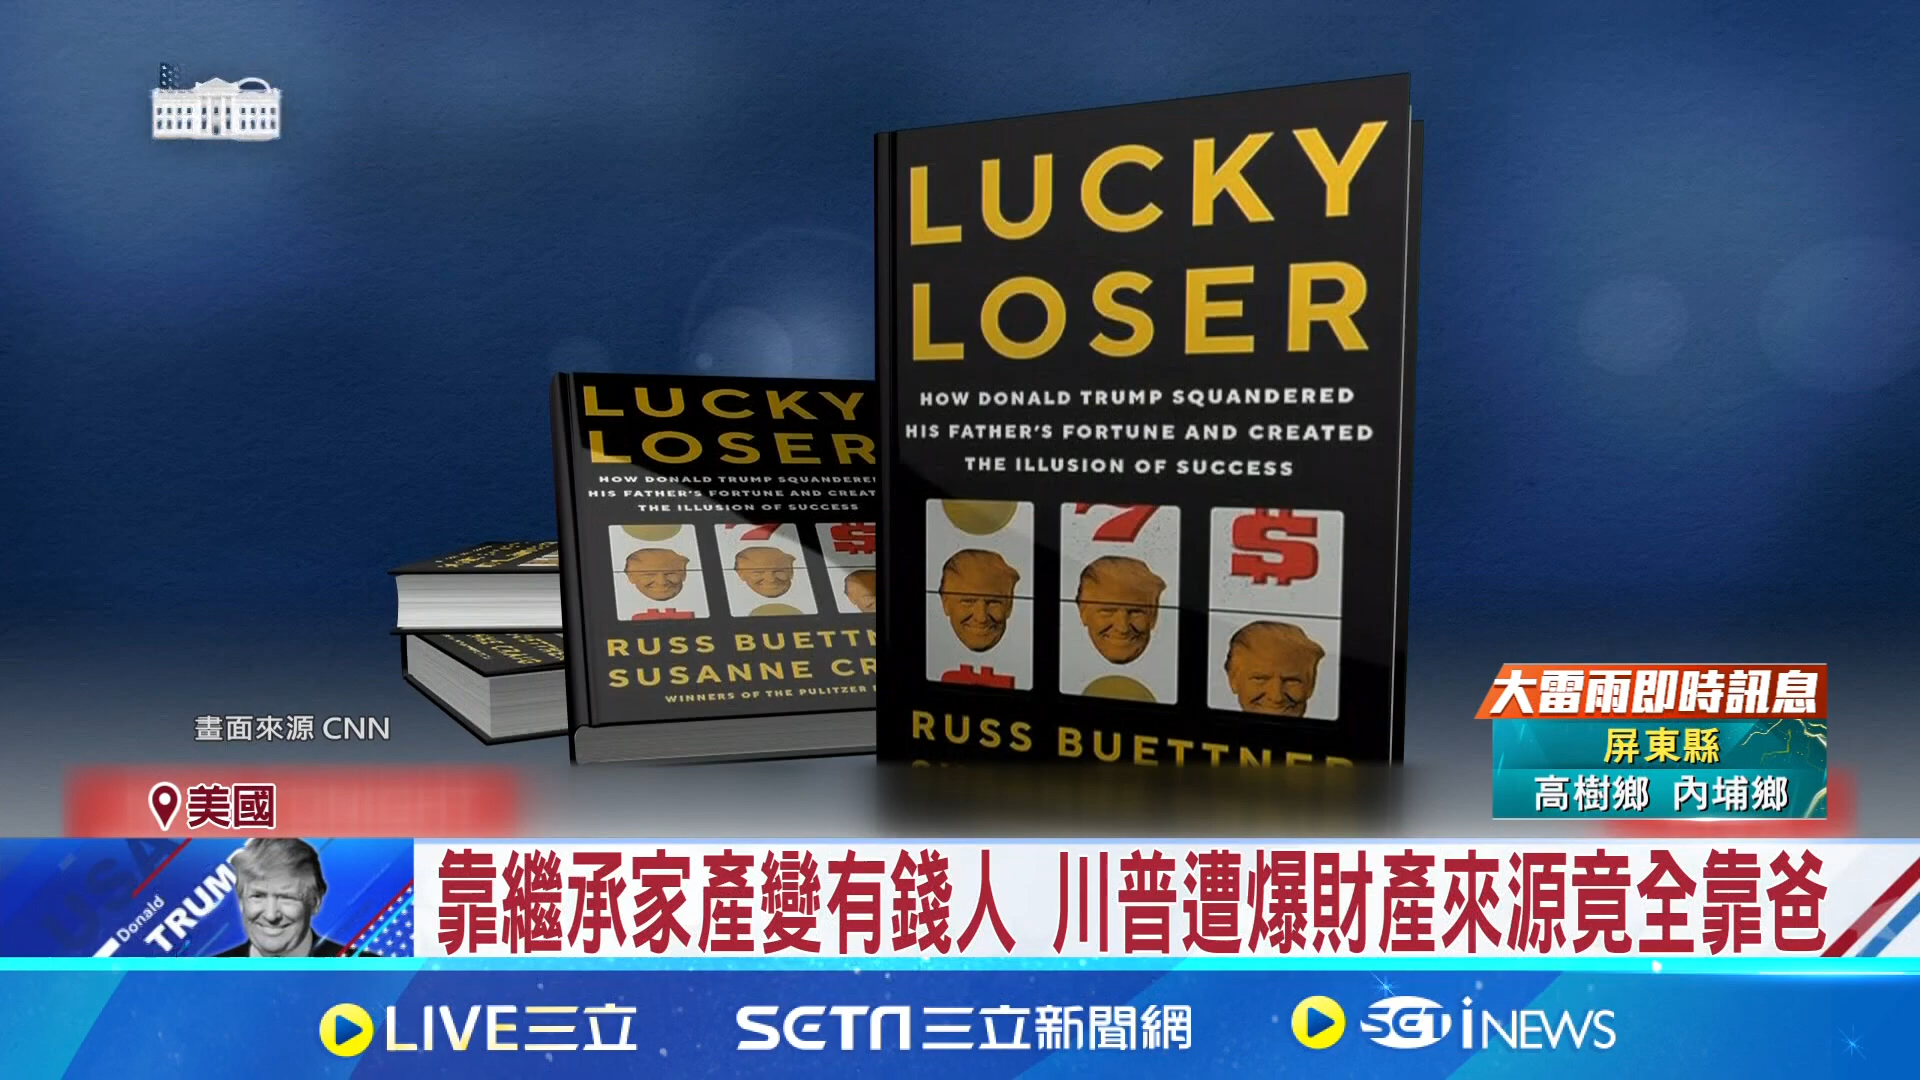 LUCKY
LOSER
HOW DONALD TRUMP SQUANDERED
HIS FATHER'S FORTUNE AND CREATED
THE ILLUSION OF SUCCESS
7
$
RUSS BUETTNER
LUCKY
LOSER
HOW DONALD TRUMP SQUANDERED
HIS FATHER'S FORTUNE AND CREAT
THE ILLUSION OF SUCCESS
RUSS BUETTN
SUSANNE CR
WINNERS OF THE PULITZER
畫面來源 CNN
大雷雨即時訊息
屏東縣
高樹鄉 內埔鄉
美國
USA
Donald
TRUMP
靠繼承家產變有錢人 川普遭爆財產來源竟全靠爸
LIVE三立
SETN三立新聞網
SET iNEWS